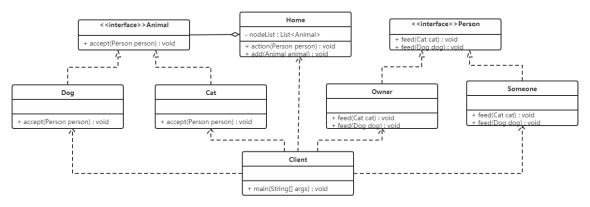 <<interface>>Animal
+ accept(Person person) : void
Home
- nodeList : List<Animal>
+ action(Person person) : void
+ add(Animal animal) : void
<<interface>>Person
+ feed(Cat cat) : void
+ feed(Dog dog) : void
Dog
+ accept(Person person) : void
Cat
+ accept(Person person) : void
Owner
+ feed(Cat cat) : void
+ feed(Dog dog) : void
Someone
+ feed(Cat cat) : void
+ feed(Dog dog) : void
Client
+ main(String[] args) : void